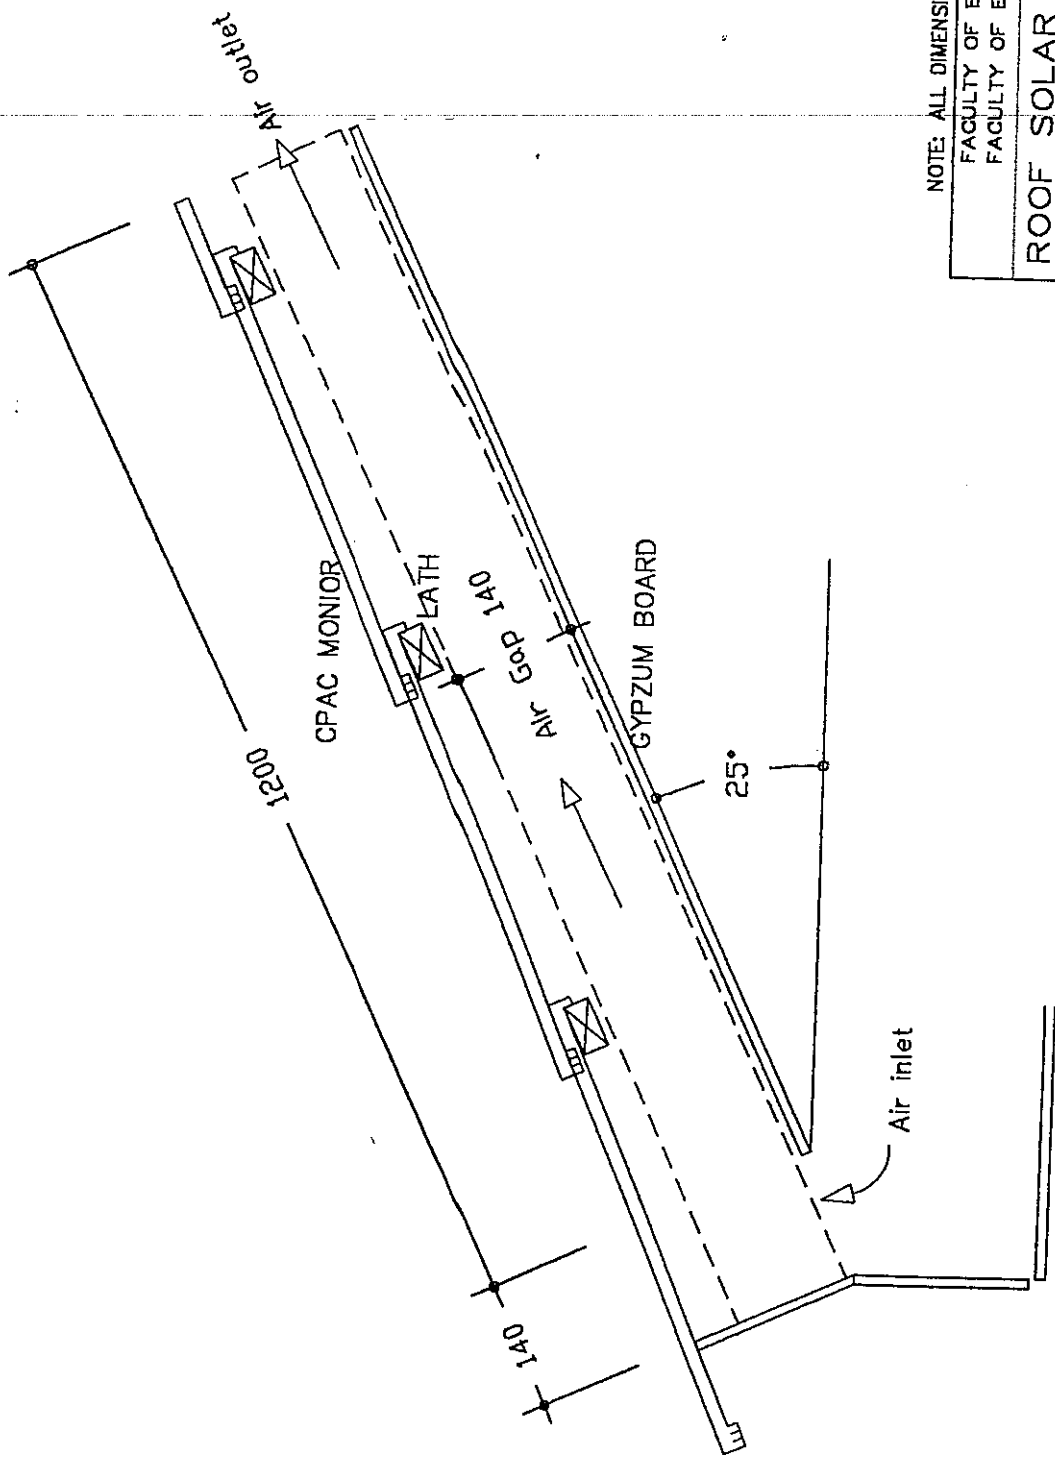 Air outlet
1200
CPAC MONIOR
LATH
Air Gap 140
GYPZUM BOARD
25°
140
Air inlet
NOTE: ALL DIMENSI
FACULTY OF E
FACULTY OF E
ROOF SOLAR